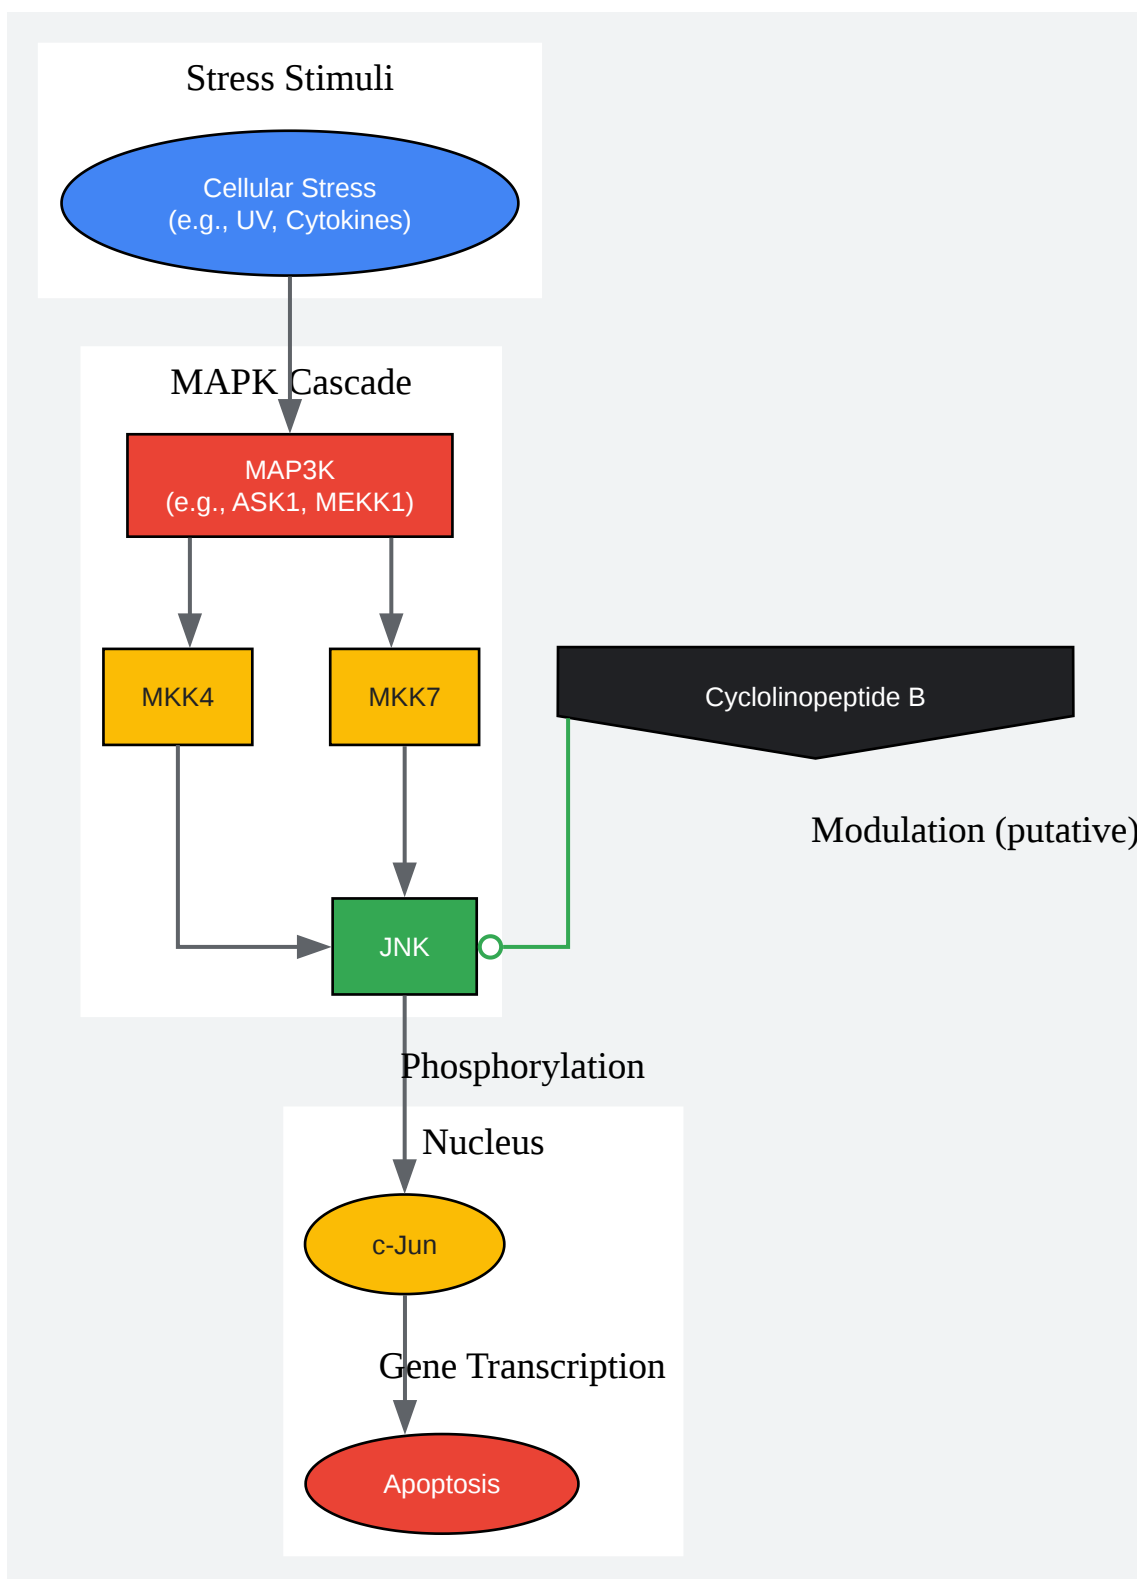 Stress Stimuli
Cellular Stress
(e.g., UV, Cytokines)
MAPK Cascade
MAP3K
(e.g., ASK1, MEKK1)
MKK4
MKK7
Cyclolinopeptide B
Modulation (putative)
JNK
Phosphorylation
Nucleus
c-Jun
Gene Transcription
Apoptosis